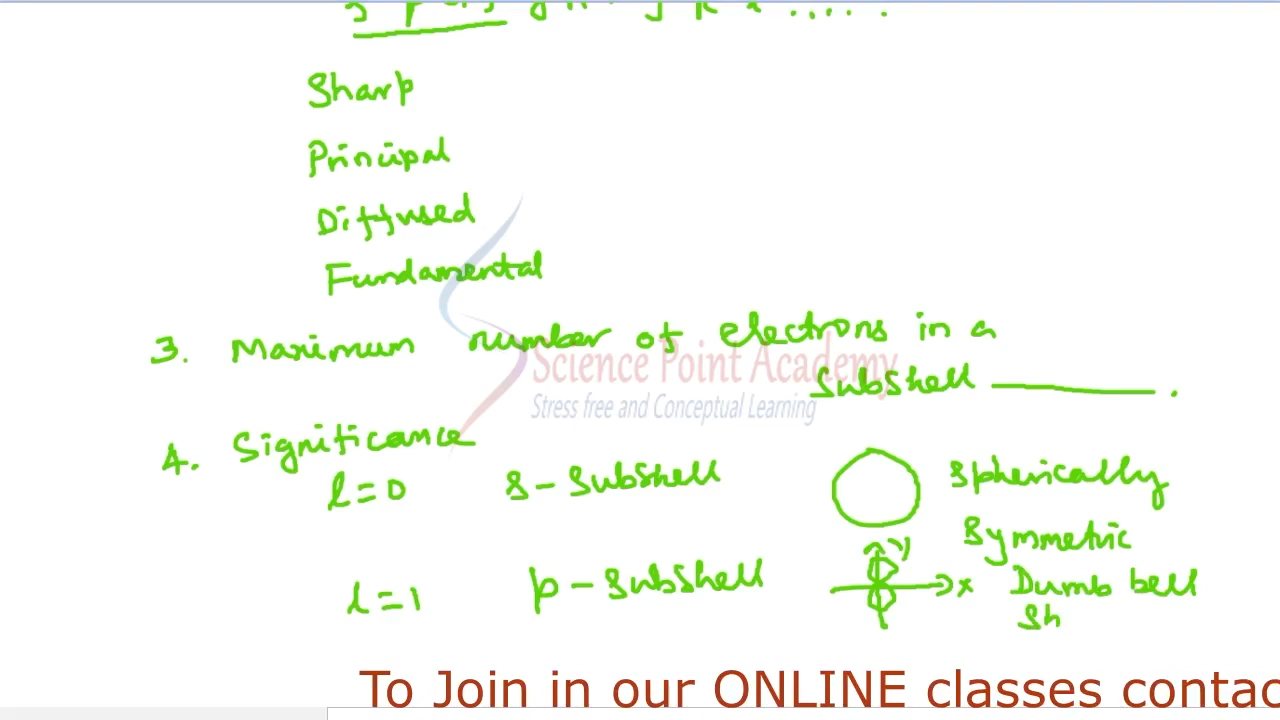 s p d f g h i j k l .....
Sharp
Principal
Diffused
Fundamental
3. Maximum number of electrons in a
Subshell ______.
Science Point Academy
Stress free and Conceptual Learning
4. Significance
l=0 s - Subshell Spherically
Symmetric
l=1 p - Subshell y x Dumb bell
Sh
To Join in our ONLINE classes contac